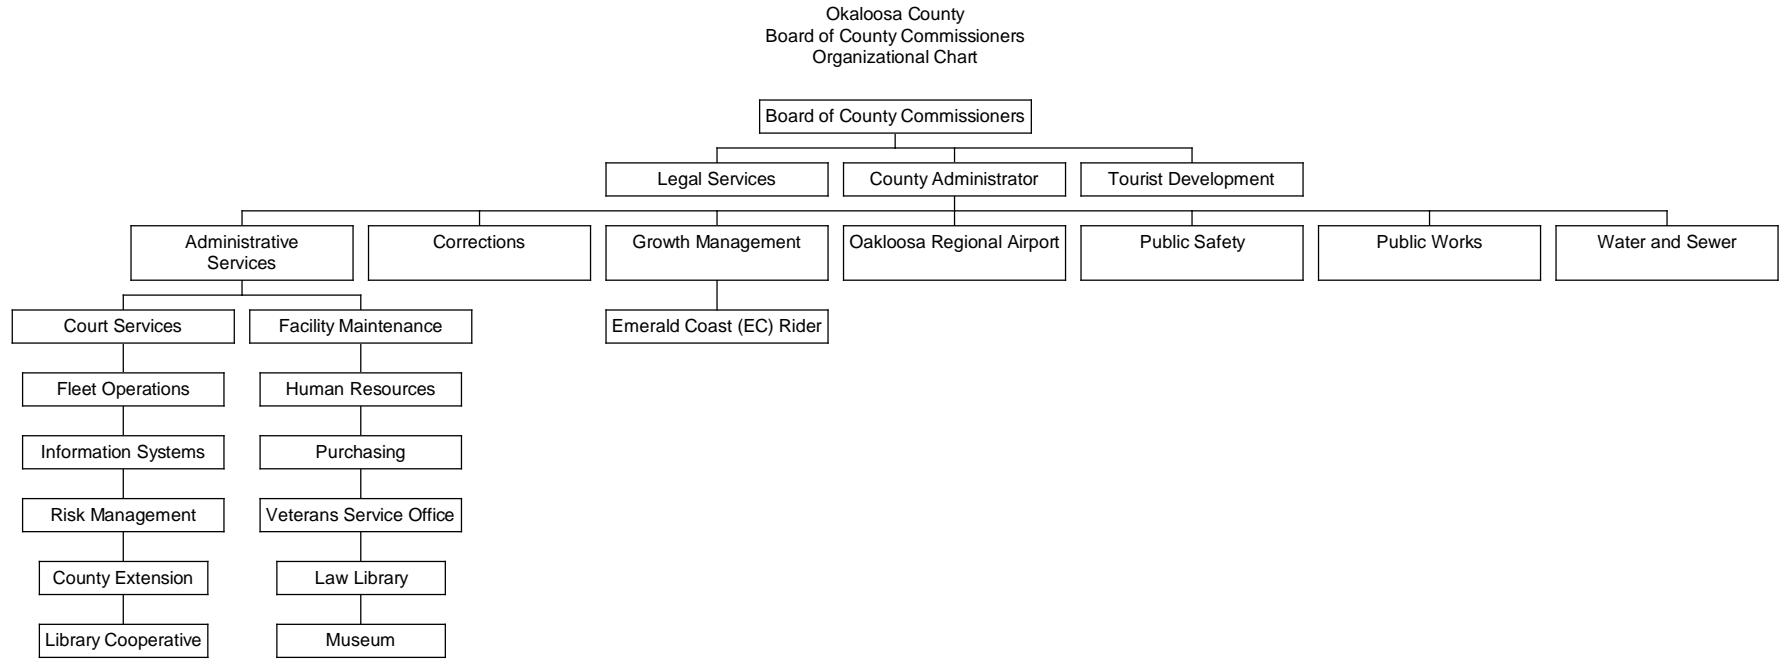 Okaloosa County
Board of County Commissioners
Organizational Chart
Board of County Commissioners
Legal Services
County Administrator
Tourist Development
Administrative
Services
Corrections
Growth Management
Oakloosa Regional Airport
Public Safety
Public Works
Water and Sewer
Court Services
Facility Maintenance
Emerald Coast (EC) Rider
Fleet Operations
Human Resources
Information Systems
Purchasing
Risk Management
Veterans Service Office
County Extension
Law Library
Library Cooperative
Museum